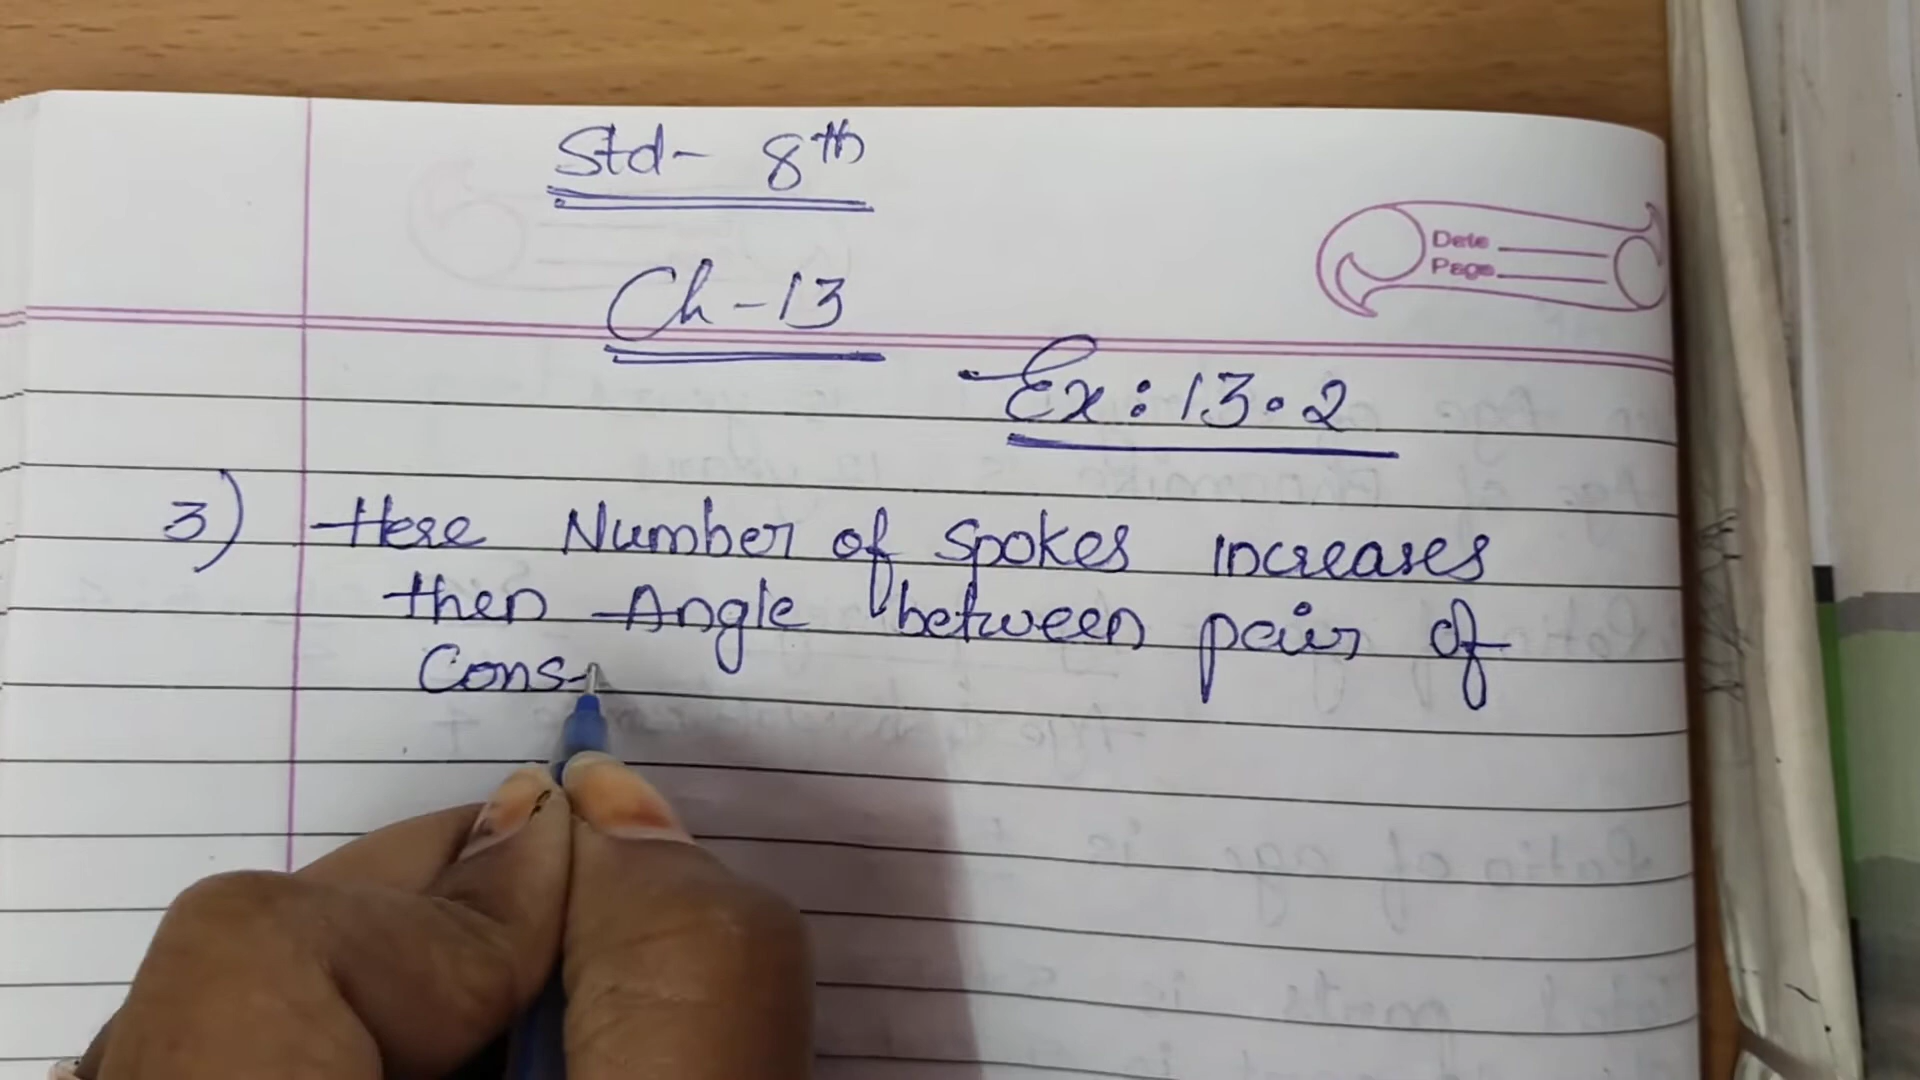 Std- 8th
Ch-13
Date
Page
Ex: 13.2
3) Here Number of Spokes increases
then Angle between pair of
Cons